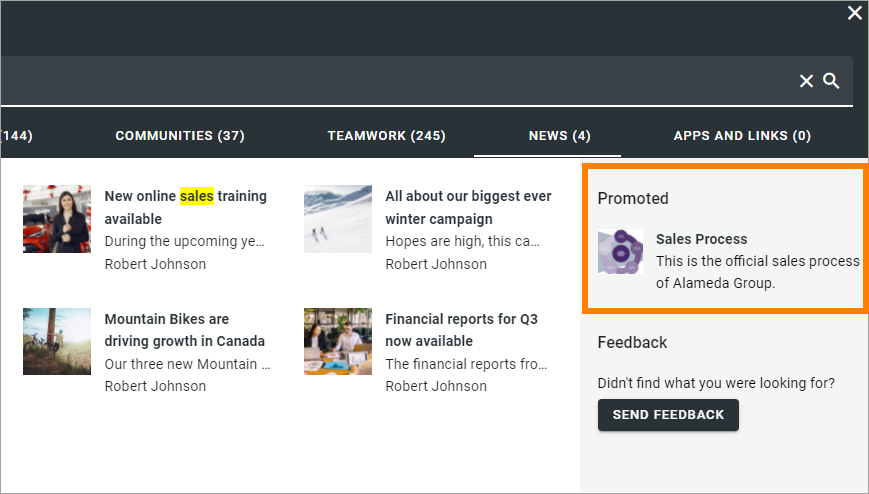 (144)
COMMUNITIES (37)
TEAMWORK (245)
NEWS (4)
APPS AND LINKS (0)
New online sales training
available
During the upcoming ye...
Robert Johnson
All about our biggest ever
winter campaign
Hopes are high, this ca...
Robert Johnson
Mountain Bikes are
driving growth in Canada
Our three new Mountain ...
Robert Johnson
Financial reports for Q3
now available
The financial reports fro...
Robert Johnson
Promoted
Sales Process
This is the official sales process
of Alameda Group.
Feedback
Didn't find what you were looking for?
SEND FEEDBACK